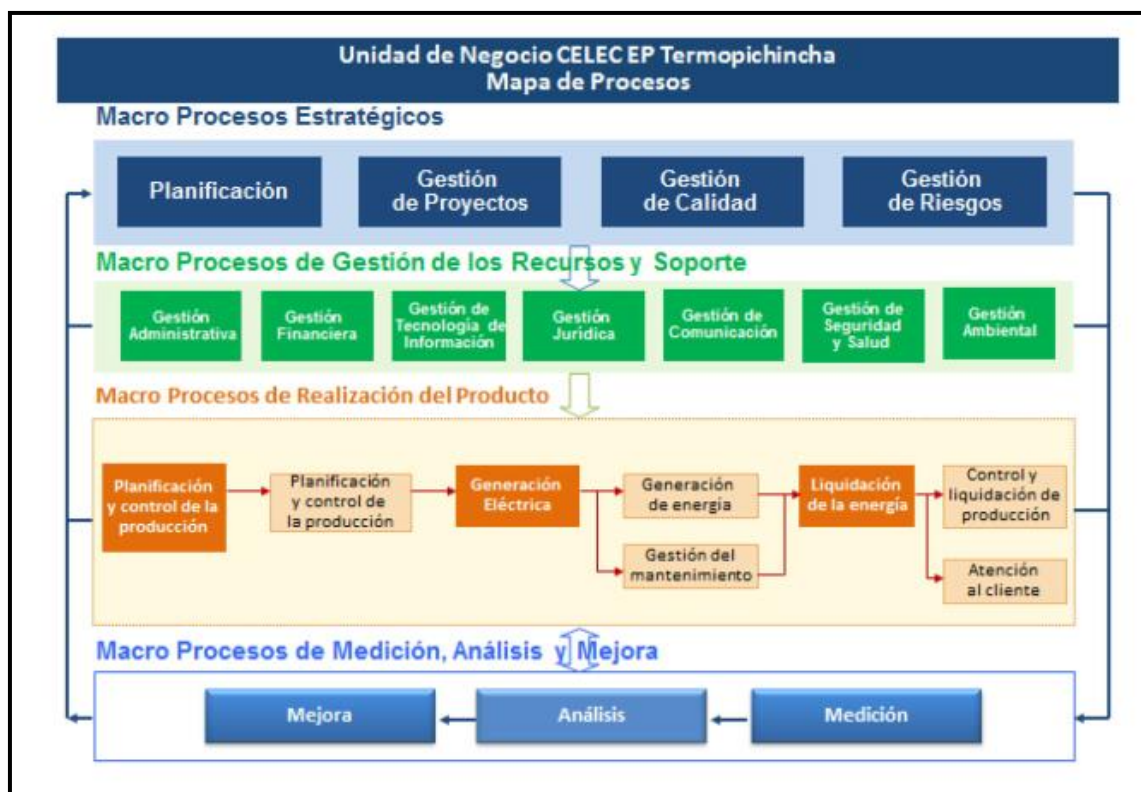 Unidad de Negocio CELEC EP Termopichincha
Mapa de Procesos
Macro Procesos Estratégicos
Planificación
Gestión
de Proyectos
Gestión
de Calidad
Gestión
de Riesgos
Macro Procesos de Gestión de los Recursos y Soporte
Gestión
Administrativa
Gestión
Financiera
Gestión de
Tecnología de
Información
Gestión
Jurídica
Gestión de
Comunicación
Gestión de
Seguridad
y Salud
Gestión
Ambiental
Macro Procesos de Realización del Producto
Planificación
y control de la
producción
Planificación
y control de
la producción
Generación
Eléctrica
Generación
de energía
Gestión del
mantenimiento
Liquidación
de la energía
Control y
liquidación de
producción
Atención
al cliente
Macro Procesos de Medición, Análisis y Mejora
Mejora
Análisis
Medición